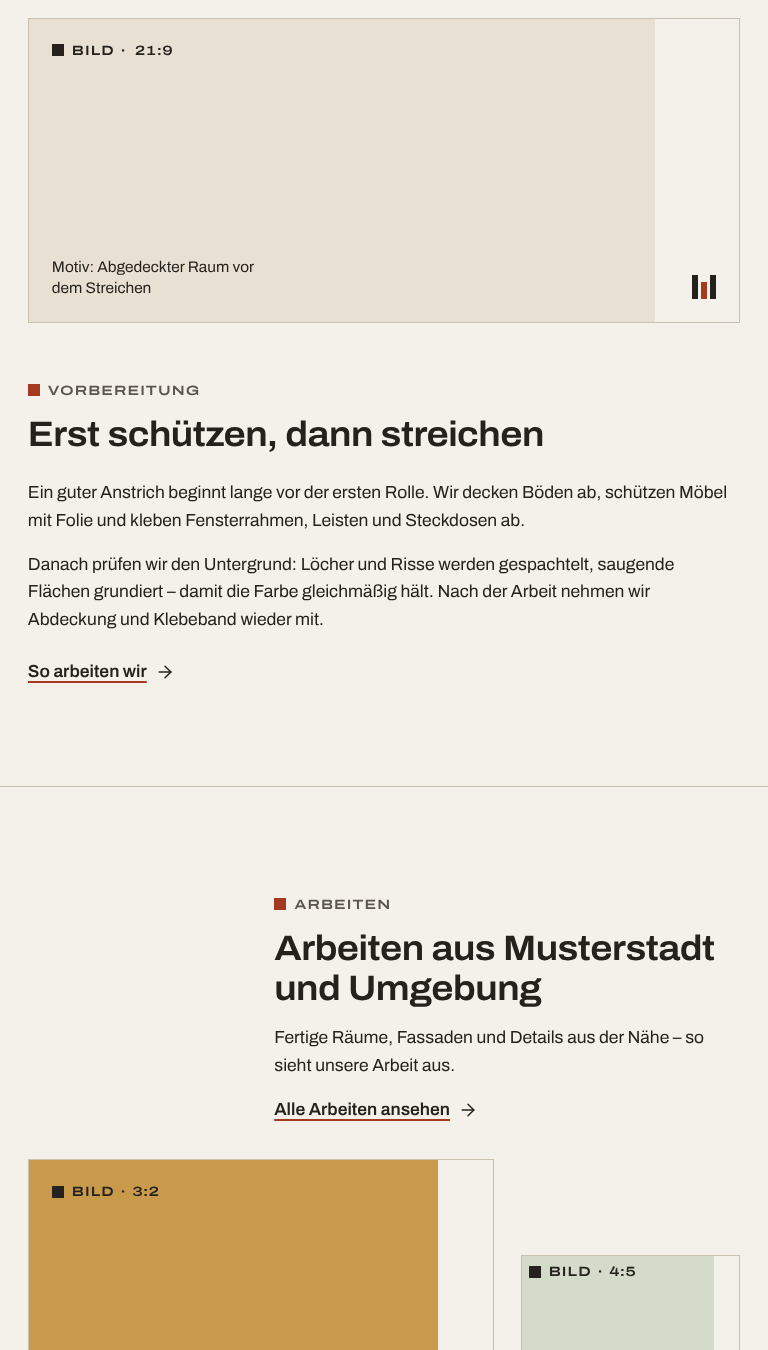 BILD · 21:9
Motiv: Abgedeckter Raum vor
dem Streichen
VORBEREITUNG
Erst schützen, dann streichen
Ein guter Anstrich beginnt lange vor der ersten Rolle. Wir decken Böden ab, schützen Möbel
mit Folie und kleben Fensterrahmen, Leisten und Steckdosen ab.
Danach prüfen wir den Untergrund: Löcher und Risse werden gespachtelt, saugende
Flächen grundiert – damit die Farbe gleichmäßig hält. Nach der Arbeit nehmen wir
Abdeckung und Klebeband wieder mit.
So arbeiten wir →
ARBEITEN
Arbeiten aus Musterstadt
und Umgebung
Fertige Räume, Fassaden und Details aus der Nähe – so
sieht unsere Arbeit aus.
Alle Arbeiten ansehen →
BILD · 3:2
BILD · 4:5